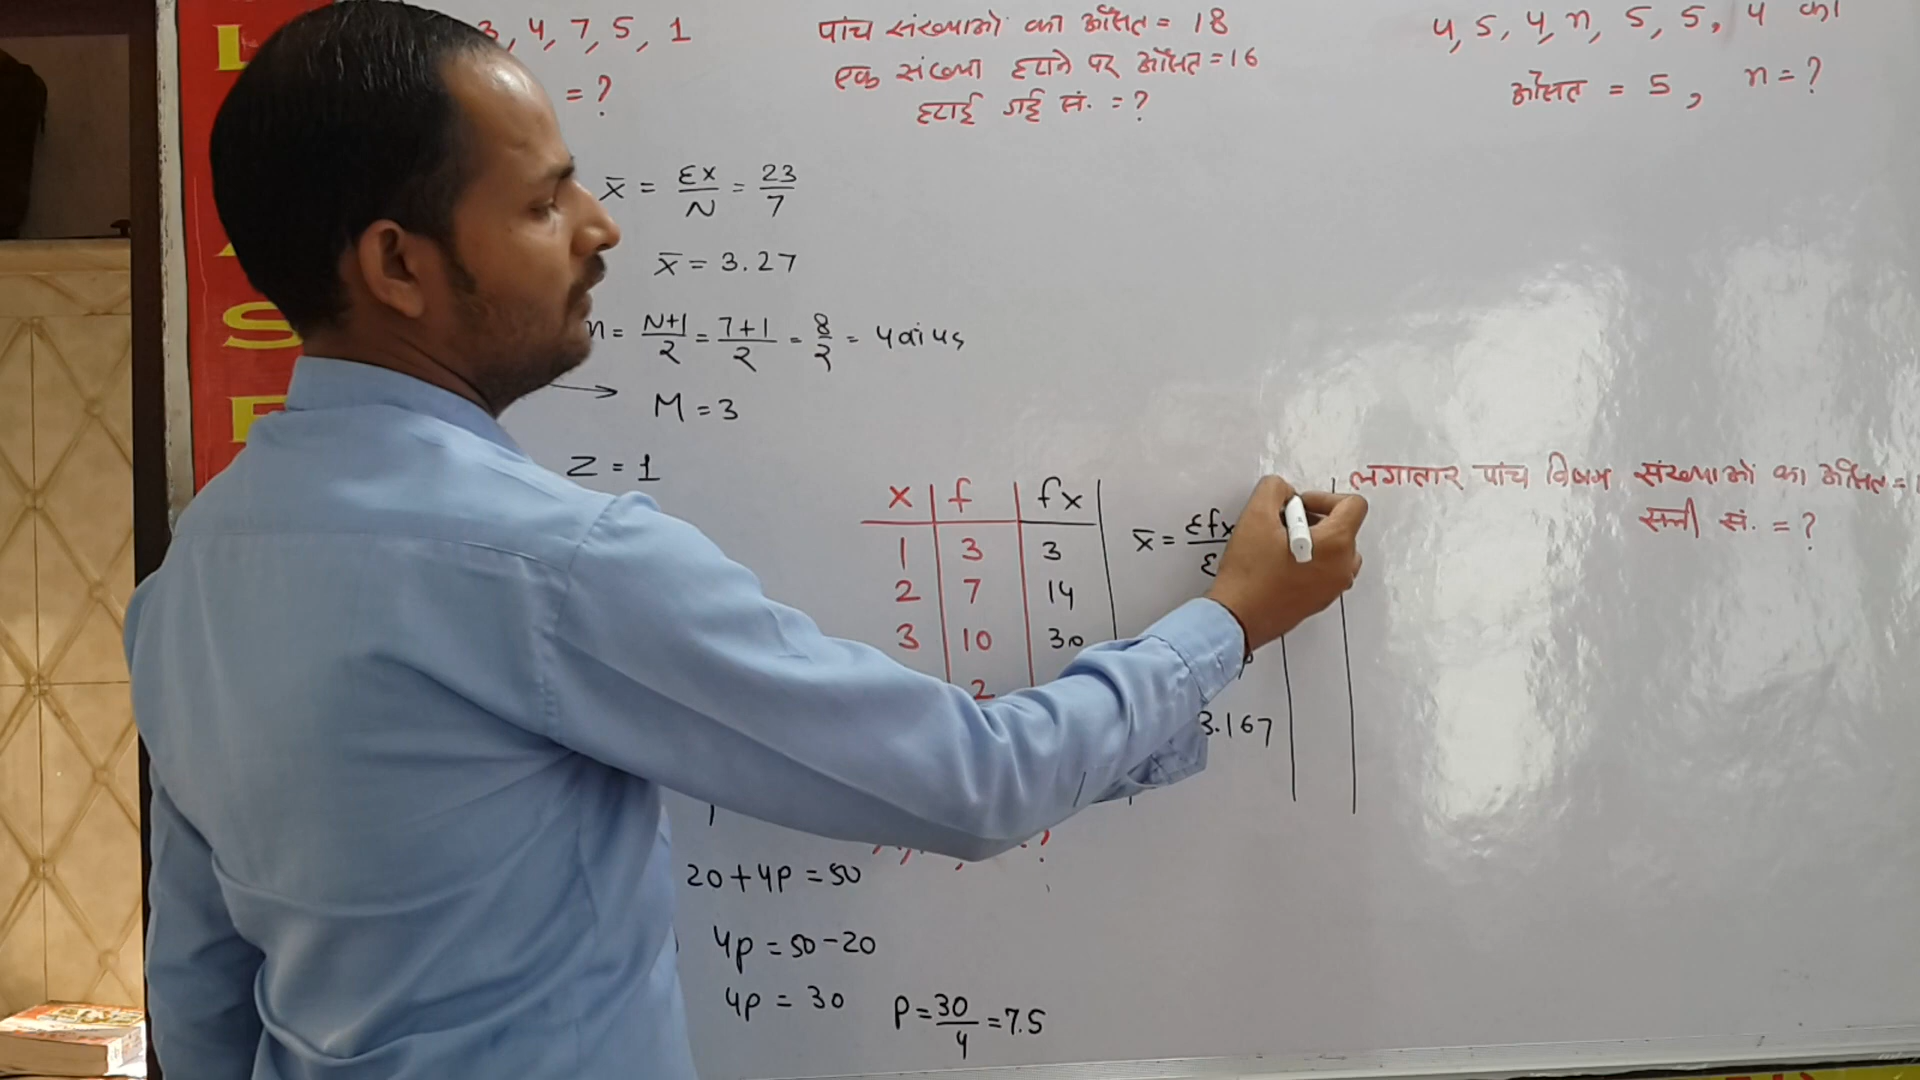 3, 4, 7, 5, 1
= ?
x̄ = Ɛx/N = 23/7
x̄ = 3.27
= N+1/2 = 7+1/2 = 8/2 = 4वां पद
M = 3
Z = 1
पांच संख्याओं का औसत = 18
एक संख्या हटाने पर औसत = 16
हटाई गई सं. = ?
4, 5, 4, n, 5, 5, 4 का
औसत = 5, n = ?
x f fx
1 3 3
2 7 14
3 10 30
2
x̄ = Ɛfx
Ɛ
3.167
लगातार पांच विषम संख्याओं का औसत =
सं. = ?
?
20 + 4p = 50
4p = 50 - 20
4p = 30 P = 30/4 = 7.5